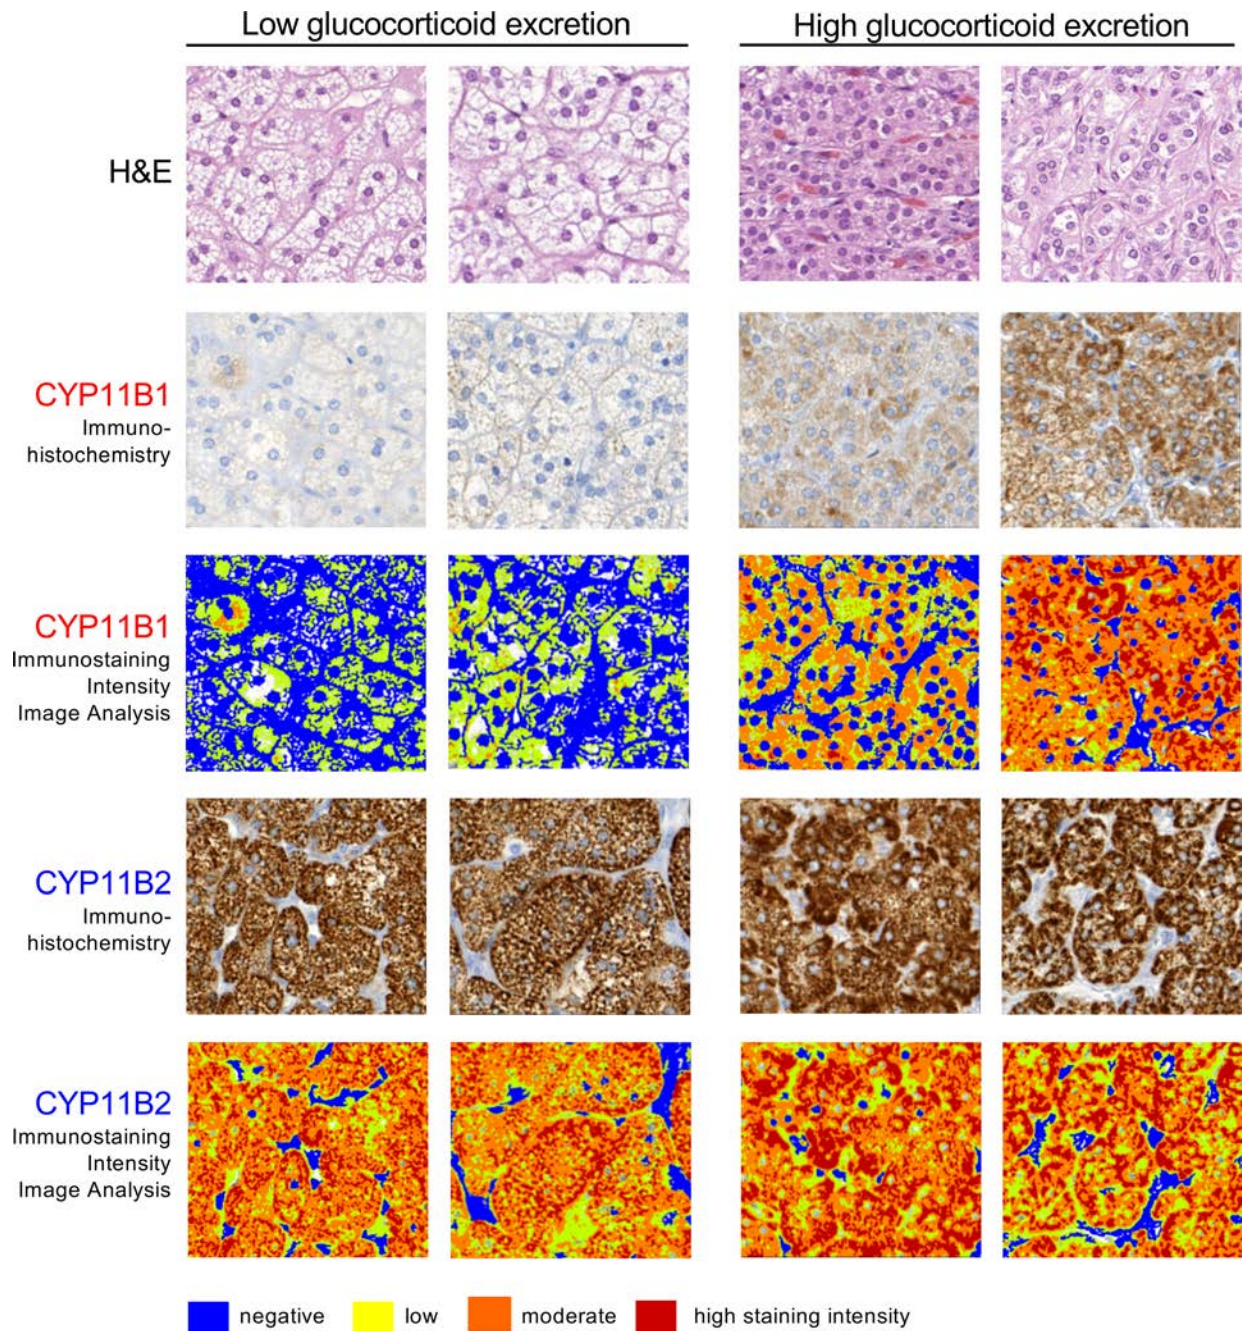 Low glucocorticoid excretion
High glucocorticoid excretion
H&E
CYP11B1
Immuno-
histochemistry
CYP11B1
Immunostaining
Intensity
Image Analysis
CYP11B2
Immuno-
histochemistry
CYP11B2
Immunostaining
Intensity
Image Analysis
negative low moderate high staining intensity